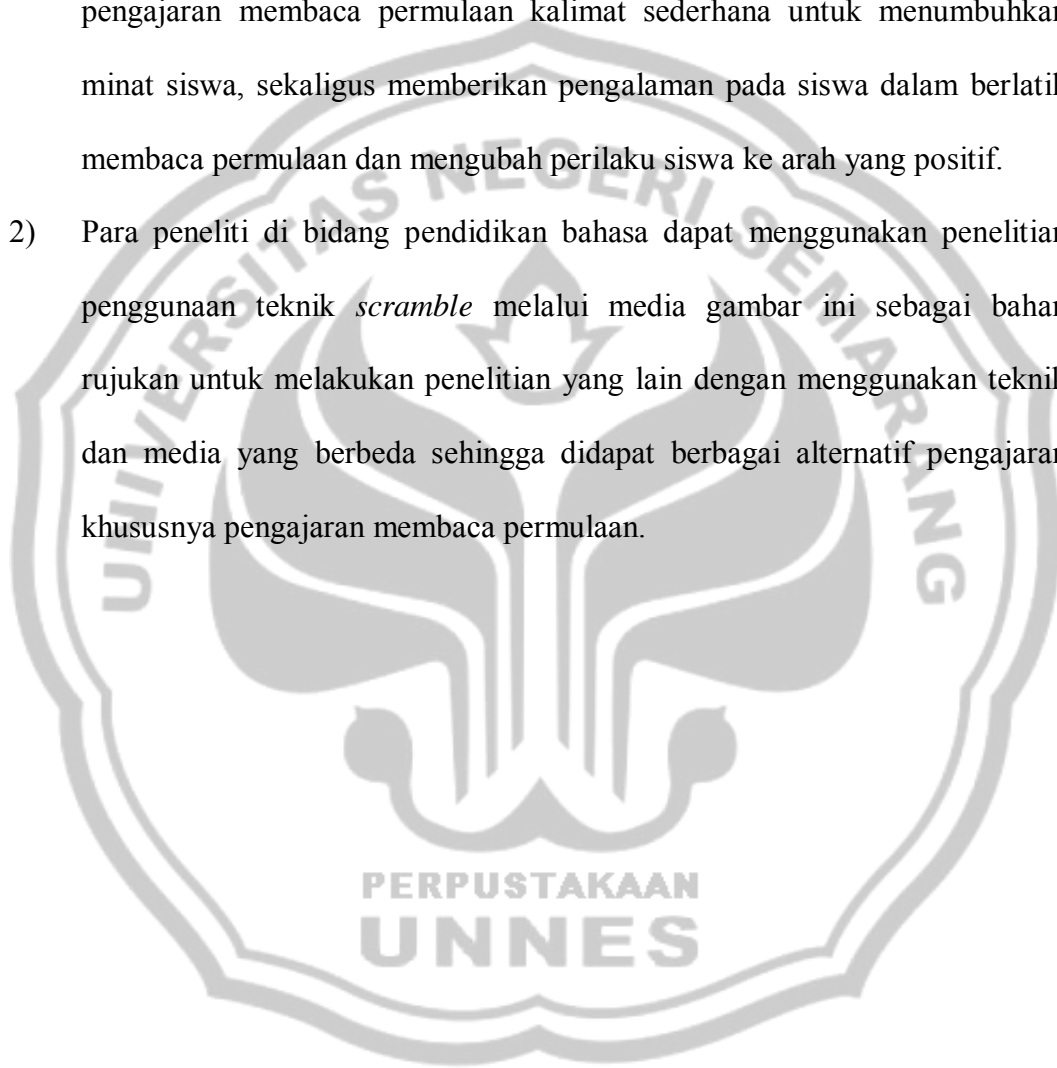 pengajaran membaca permulaan kalimat sederhana untuk menumbuhkan
minat siswa, sekaligus memberikan pengalaman pada siswa dalam berlatih
membaca permulaan dan mengubah perilaku siswa ke arah yang positif.
2) Para peneliti di bidang pendidikan bahasa dapat menggunakan penelitian
penggunaan teknik scramble melalui media gambar ini sebagai bahan
rujukan untuk melakukan penelitian yang lain dengan menggunakan teknik
dan media yang berbeda sehingga didapat berbagai alternatif pengajaran
khususnya pengajaran membaca permulaan.
UNIVERSITAS NEGERI SEMARANG
PERPUSTAKAAN
UNNES